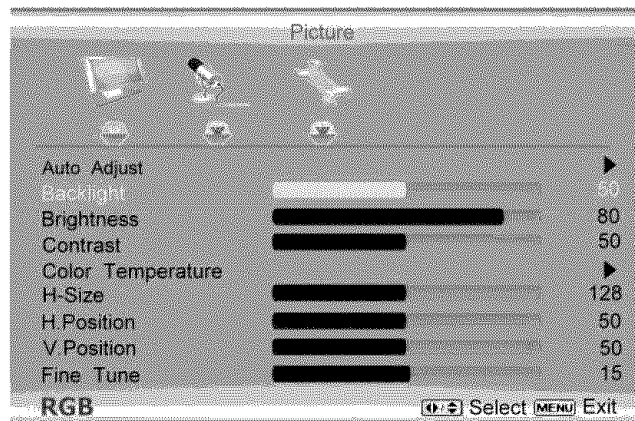 Picture
Auto Adjust
Backlight 50
Brightness 80
Contrast 50
Color Temperature
H-Size 128
H.Position 50
V.Position 50
Fine Tune 15
RGB Select MENU Exit